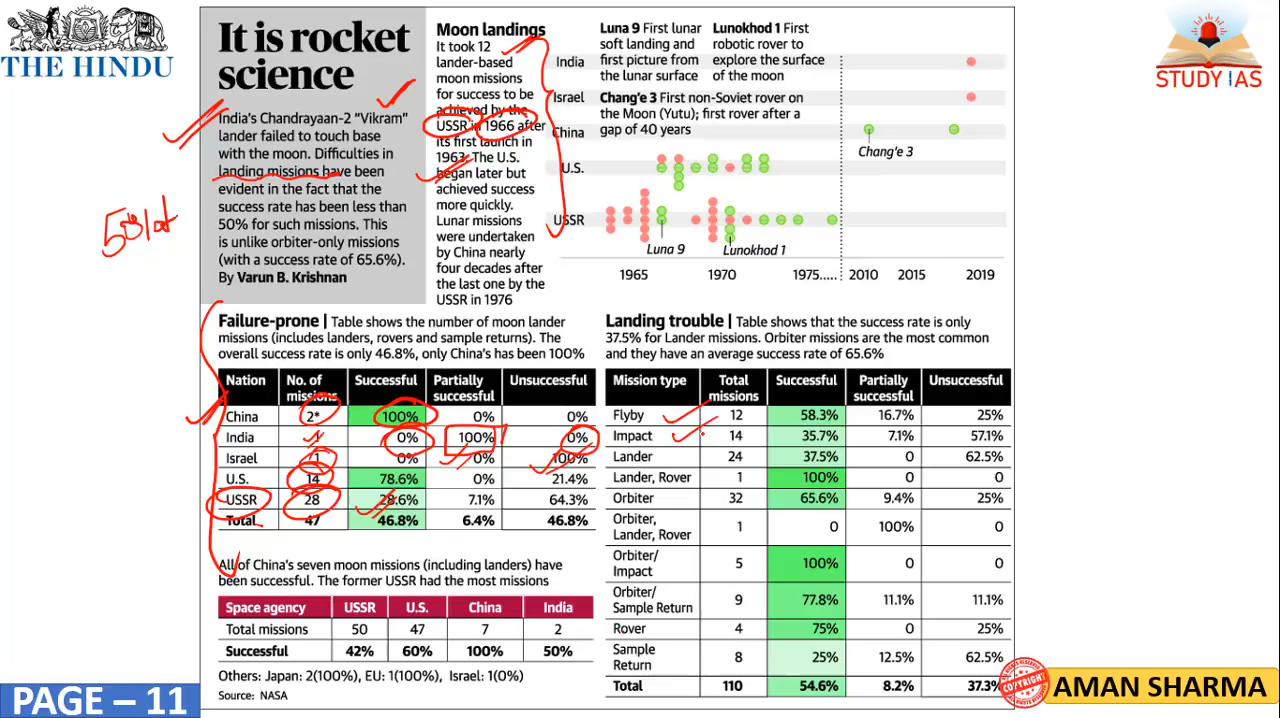 THE HINDU
STUDY IAS
It is rocket
science
India's Chandrayaan-2 "Vikram"
lander failed to touch base
with the moon. Difficulties in
landing missions have been
evident in the fact that the
success rate has been less than
50% for such missions. This
is unlike orbiter-only missions
(with a success rate of 65.6%).
By Varun B. Krishnan
Moon landings
It took 12
lander-based
moon missions
for success to be
achieved by the
USSR in 1966 after
its first launch in
1963. The U.S.
began later but
achieved success
more quickly.
Lunar missions
were undertaken
by China nearly
four decades after
the last one by the
USSR in 1976
Luna 9 First lunar
soft landing and
first picture from
the lunar surface
Lunokhod 1 First
robotic rover to
explore the surface
of the moon
Chang'e 3 First non-Soviet rover on
the Moon (Yutu); first rover after a
gap of 40 years
India
Israel
China
Chang'e 3
U.S.
USSR
Luna 9 Lunokhod 1
1965 1970 1975..... 2010 2015 2019
Failure-prone | Table shows the number of moon lander
missions (includes landers, rovers and sample returns). The
overall success rate is only 46.8%, only China's has been 100%
Nation No. of missions Successful Partially successful Unsuccessful
China 2* 100% 0% 0%
India 1 0% 100% 0%
Israel 1 0% 0% 100%
U.S. 14 78.6% 0% 21.4%
USSR 28 28.6% 7.1% 64.3%
Total 47 46.8% 6.4% 46.8%
All of China's seven moon missions (including landers) have
been successful. The former USSR had the most missions
Space agency USSR U.S. China India
Total missions 50 47 7 2
Successful 42% 60% 100% 50%
Others: Japan: 2(100%), EU: 1(100%), Israel: 1(0%)
Source: NASA
Landing trouble | Table shows that the success rate is only
37.5% for Lander missions. Orbiter missions are the most common
and they have an average success rate of 65.6%
Mission type Total missions Successful Partially successful Unsuccessful
Flyby 12 58.3% 16.7% 25%
Impact 14 35.7% 7.1% 57.1%
Lander 24 37.5% 0 62.5%
Lander, Rover 1 100% 0 0
Orbiter 32 65.6% 9.4% 25%
Orbiter, Lander, Rover 1 0 100% 0
Orbiter/ Impact 5 100% 0 0
Orbiter/ Sample Return 9 77.8% 11.1% 11.1%
Rover 4 75% 0 25%
Sample Return 8 25% 12.5% 62.5%
Total 110 54.6% 8.2% 37.3%
COPYRIGHT
PAGE – 11
AMAN SHARMA